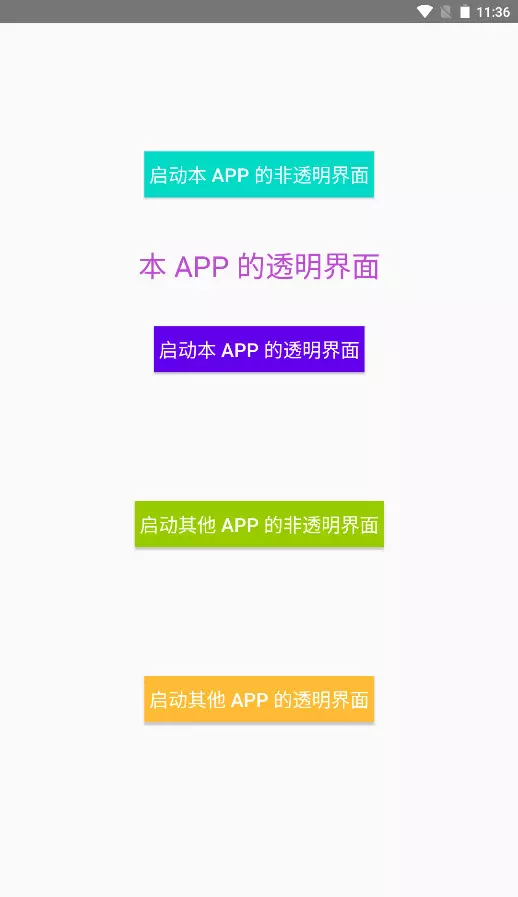 11:36
启动本 APP 的非透明界面
本 APP 的透明界面
启动本 APP 的透明界面
启动其他 APP 的非透明界面
启动其他 APP 的透明界面